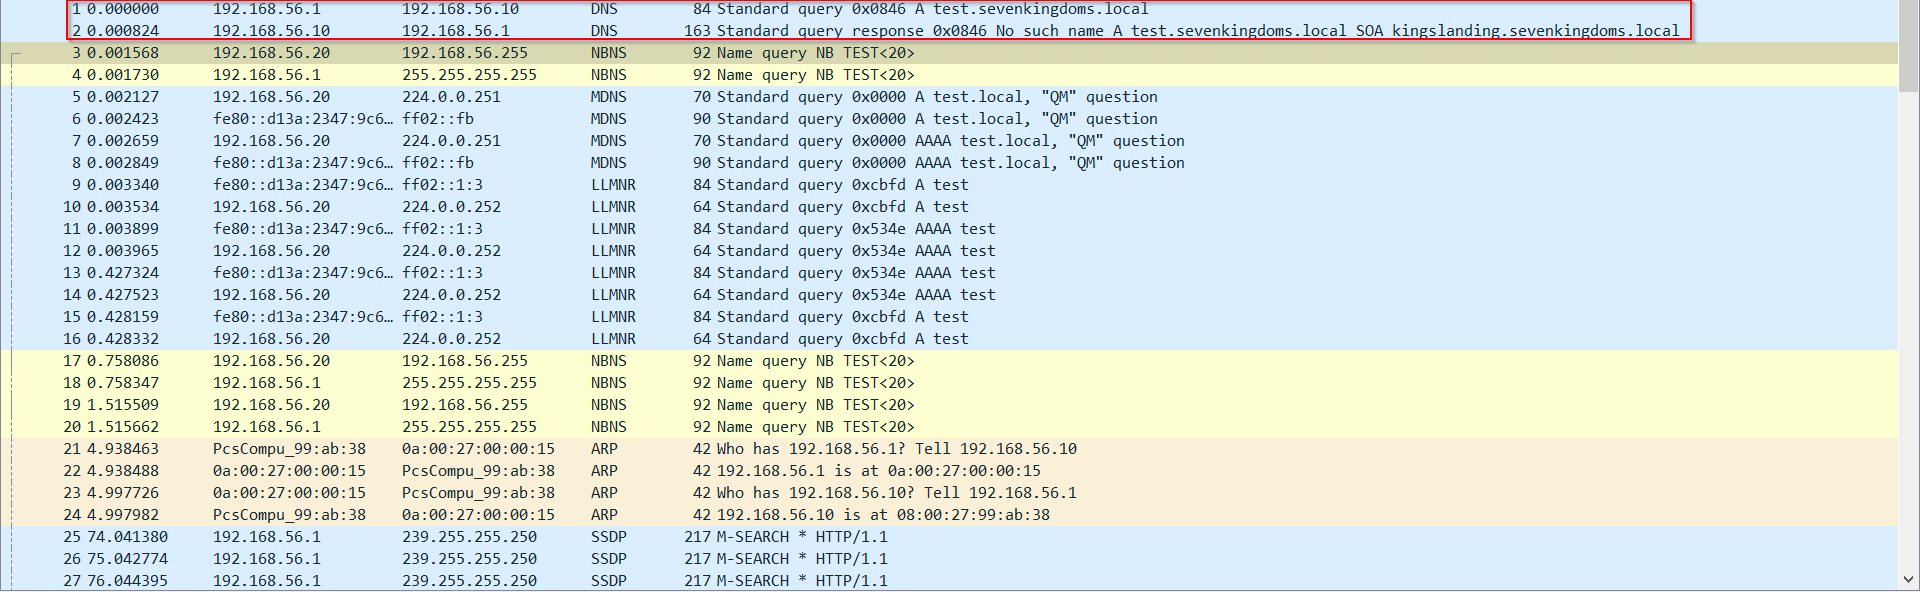 1 0.000000 192.168.56.1 192.168.56.10 DNS 84 Standard query 0x0846 A test.sevenkingdoms.local
2 0.000824 192.168.56.10 192.168.56.1 DNS 163 Standard query response 0x0846 No such name A test.sevenkingdoms.local SOA kingslanding.sevenkingdoms.local
3 0.001568 192.168.56.20 192.168.56.255 NBNS 92 Name query NB TEST<20>
4 0.001730 192.168.56.1 255.255.255.255 NBNS 92 Name query NB TEST<20>
5 0.002127 192.168.56.20 224.0.0.251 MDNS 70 Standard query 0x0000 A test.local, "QM" question
6 0.002423 fe80::d13a:2347:9c6… ff02::fb MDNS 90 Standard query 0x0000 A test.local, "QM" question
7 0.002659 192.168.56.20 224.0.0.251 MDNS 70 Standard query 0x0000 AAAA test.local, "QM" question
8 0.002849 fe80::d13a:2347:9c6… ff02::fb MDNS 90 Standard query 0x0000 AAAA test.local, "QM" question
9 0.003340 fe80::d13a:2347:9c6… ff02::1:3 LLMNR 84 Standard query 0xcbfd A test
10 0.003534 192.168.56.20 224.0.0.252 LLMNR 64 Standard query 0xcbfd A test
11 0.003899 fe80::d13a:2347:9c6… ff02::1:3 LLMNR 84 Standard query 0x534e AAAA test
12 0.003965 192.168.56.20 224.0.0.252 LLMNR 64 Standard query 0x534e AAAA test
13 0.427324 fe80::d13a:2347:9c6… ff02::1:3 LLMNR 84 Standard query 0x534e AAAA test
14 0.427523 192.168.56.20 224.0.0.252 LLMNR 64 Standard query 0x534e AAAA test
15 0.428159 fe80::d13a:2347:9c6… ff02::1:3 LLMNR 84 Standard query 0xcbfd A test
16 0.428332 192.168.56.20 224.0.0.252 LLMNR 64 Standard query 0xcbfd A test
17 0.758086 192.168.56.20 192.168.56.255 NBNS 92 Name query NB TEST<20>
18 0.758347 192.168.56.1 255.255.255.255 NBNS 92 Name query NB TEST<20>
19 1.515509 192.168.56.20 192.168.56.255 NBNS 92 Name query NB TEST<20>
20 1.515662 192.168.56.1 255.255.255.255 NBNS 92 Name query NB TEST<20>
21 4.938463 PcsCompu_99:ab:38 0a:00:27:00:00:15 ARP 42 Who has 192.168.56.1? Tell 192.168.56.10
22 4.938488 0a:00:27:00:00:15 PcsCompu_99:ab:38 ARP 42 192.168.56.1 is at 0a:00:27:00:00:15
23 4.997726 0a:00:27:00:00:15 PcsCompu_99:ab:38 ARP 42 Who has 192.168.56.10? Tell 192.168.56.1
24 4.997982 PcsCompu_99:ab:38 0a:00:27:00:00:15 ARP 42 192.168.56.10 is at 08:00:27:99:ab:38
25 74.041380 192.168.56.1 239.255.255.250 SSDP 217 M-SEARCH * HTTP/1.1
26 75.042774 192.168.56.1 239.255.255.250 SSDP 217 M-SEARCH * HTTP/1.1
27 76.044395 192.168.56.1 239.255.255.250 SSDP 217 M-SEARCH * HTTP/1.1